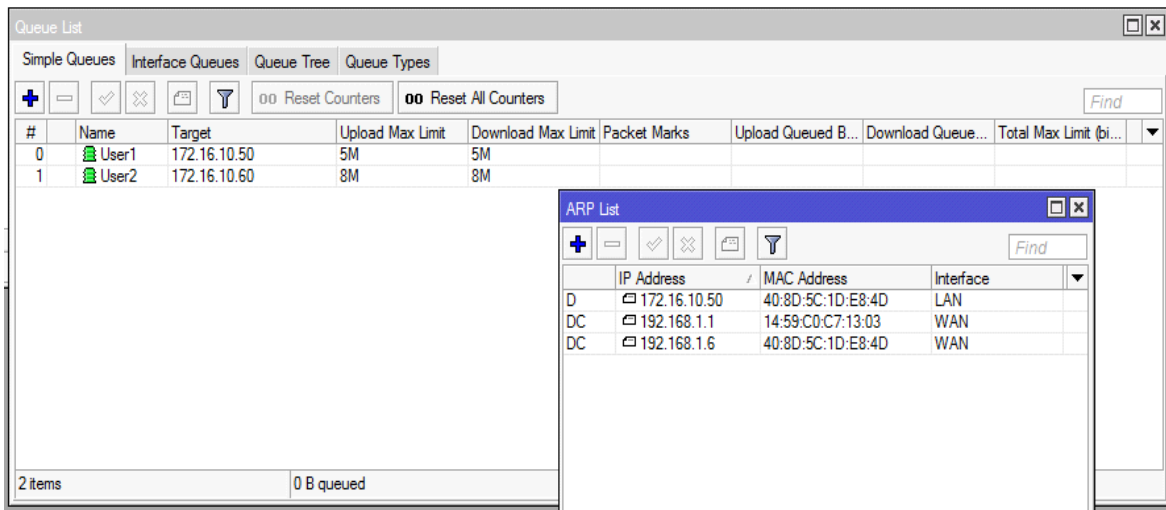 Queue List
Simple Queues Interface Queues Queue Tree Queue Types
00 Reset Counters 00 Reset All Counters Find
# Name Target Upload Max Limit Download Max Limit Packet Marks Upload Queued B... Download Queue... Total Max Limit (bi...
0 User1 172.16.10.50 5M 5M
1 User2 172.16.10.60 8M 8M
ARP List
Find
IP Address MAC Address Interface
D 172.16.10.50 40:8D:5C:1D:E8:4D LAN
DC 192.168.1.1 14:59:C0:C7:13:03 WAN
DC 192.168.1.6 40:8D:5C:1D:E8:4D WAN
2 items 0 B queued